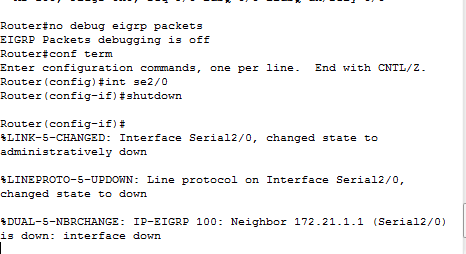 Router#no debug eigrp packets
EIGRP Packets debugging is off
Router#conf term
Enter configuration commands, one per line.  End with CNTL/Z.
Router(config)#int se2/0
Router(config-if)#shutdown
Router(config-if)#
%LINK-5-CHANGED: Interface Serial2/0, changed state to
administratively down
%LINEPROTO-5-UPDOWN: Line protocol on Interface Serial2/0,
changed state to down
%DUAL-5-NBRCHANGE: IP-EIGRP 100: Neighbor 172.21.1.1 (Serial2/0)
is down: interface down